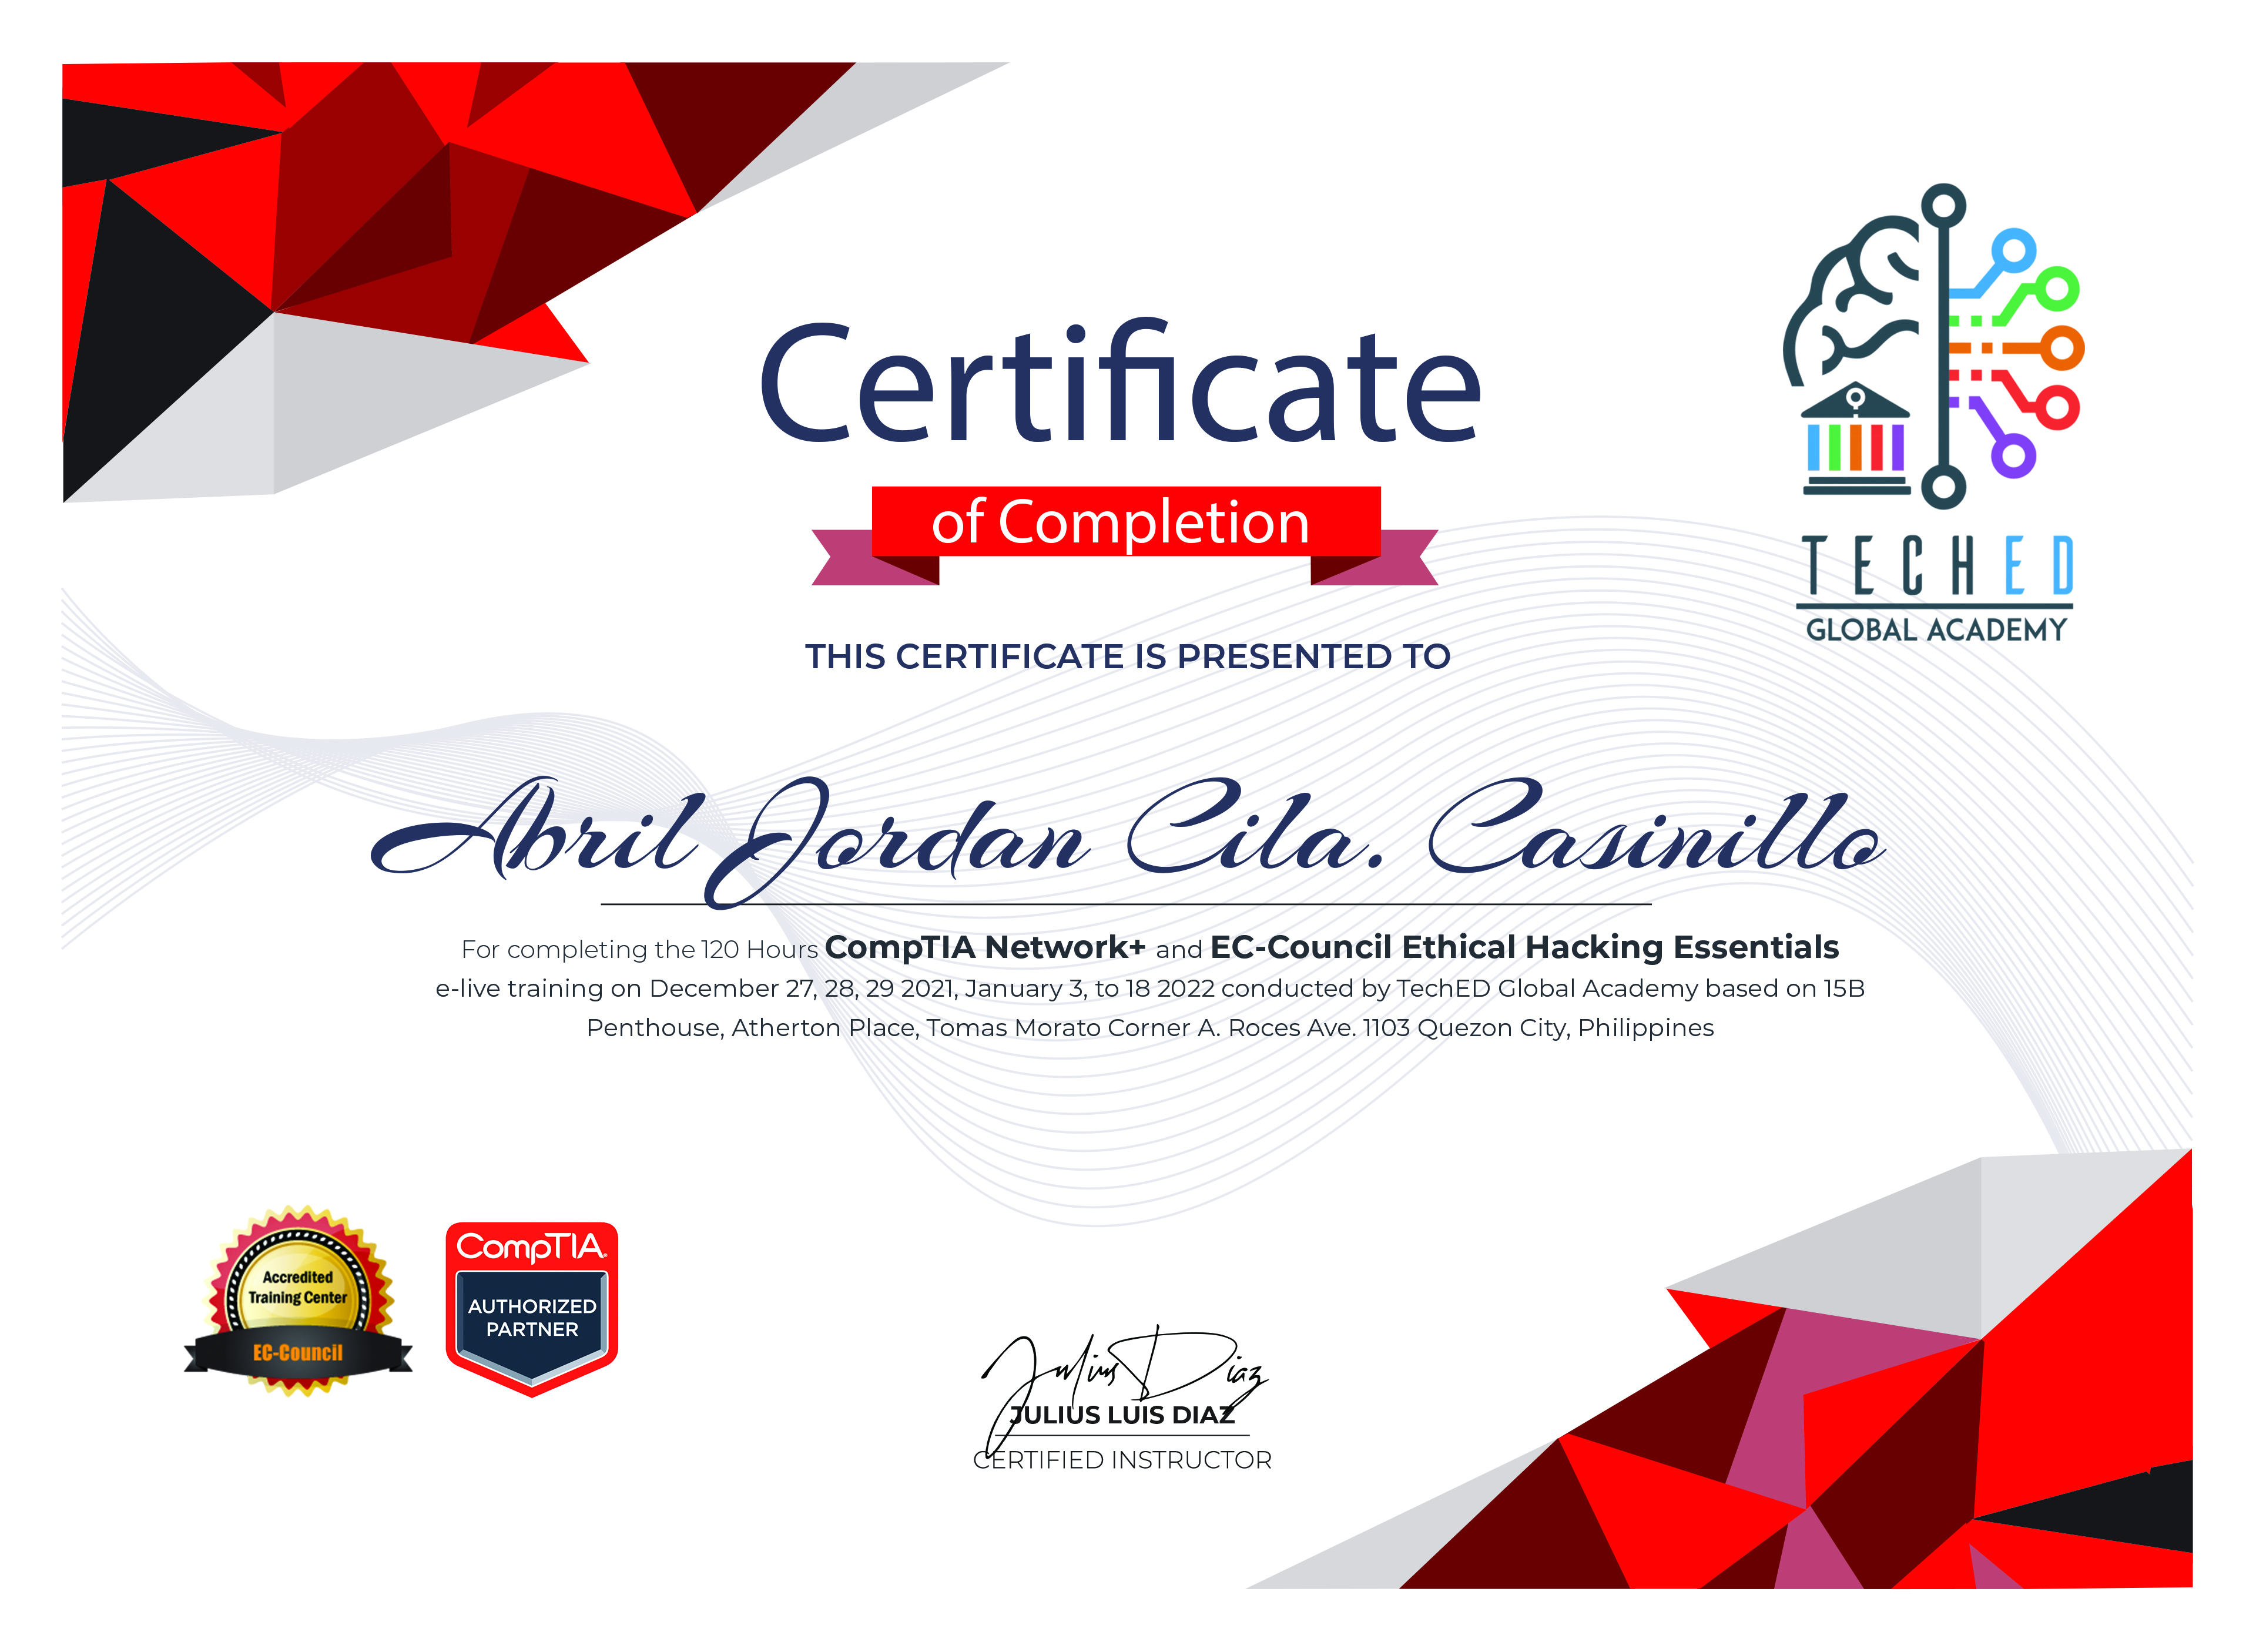 Certificate
of Completion
TECHED
GLOBAL ACADEMY
THIS CERTIFICATE IS PRESENTED TO
Abril Jordan Cila. Casinillo
For completing the 120 Hours CompTIA Network+ and EC-Council Ethical Hacking Essentials
e-live training on December 27, 28, 29 2021, January 3, to 18 2022 conducted by TechED Global Academy based on 15B
Penthouse, Atherton Place, Tomas Morato Corner A. Roces Ave. 1103 Quezon City, Philippines
Accredited
Training Center
EC-Council
CompTIA.
AUTHORIZED
PARTNER
Julius Diaz
JULIUS LUIS DIAZ
CERTIFIED INSTRUCTOR